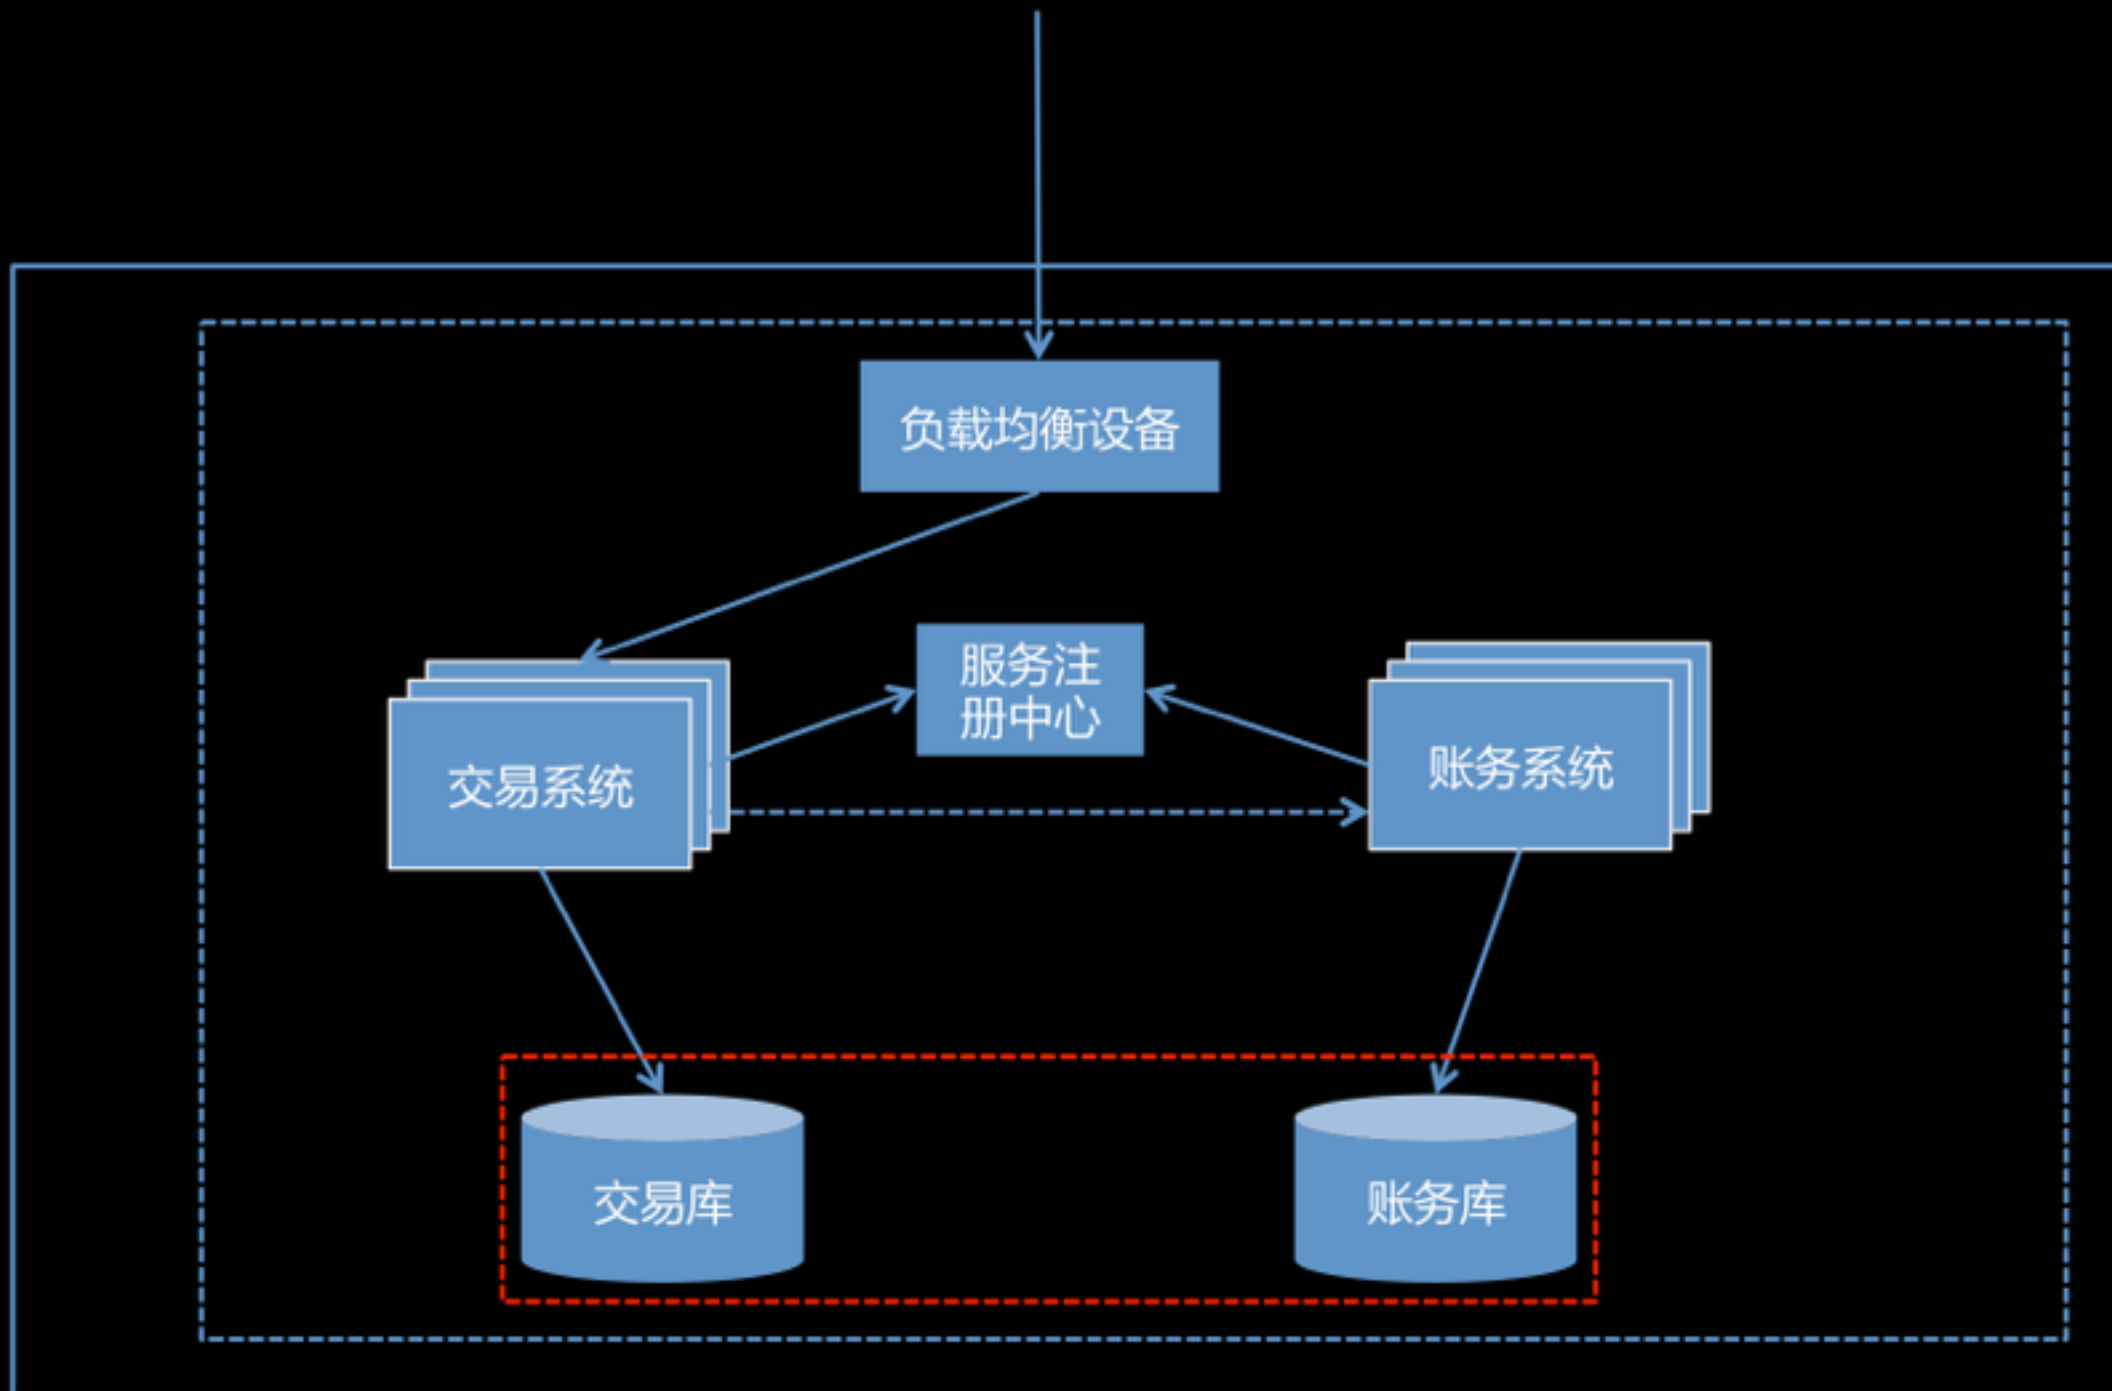 负载均衡设备
服务注
册中心
交易系统
账务系统
交易库
账务库